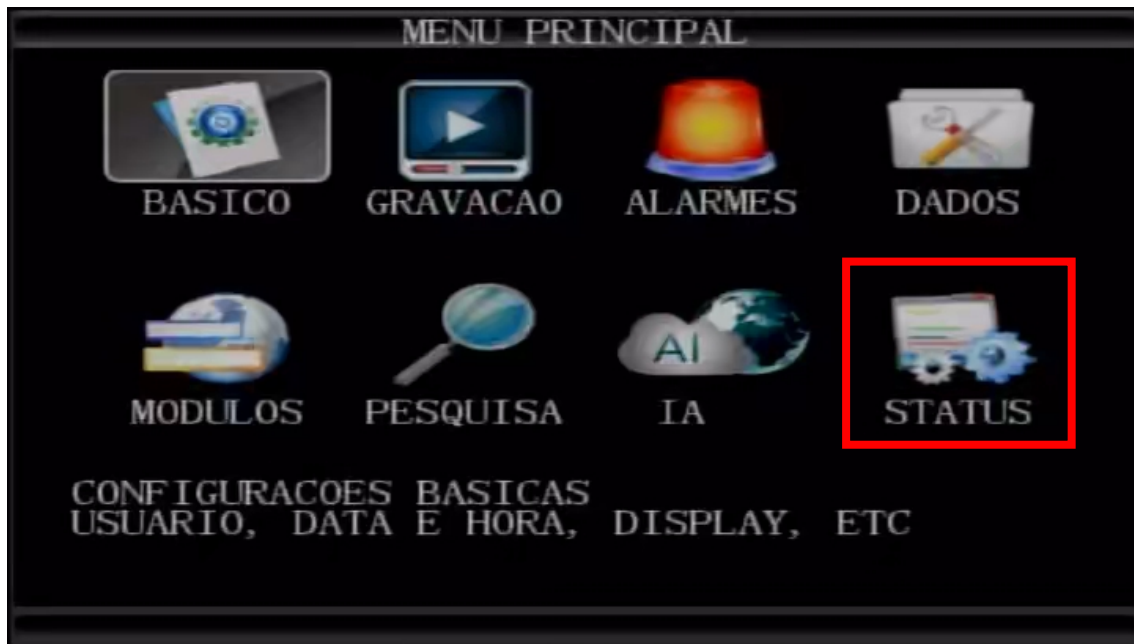 MENU PRINCIPAL
BASICO GRAVACAO ALARMES DADOS
AI
MODULOS PESQUISA IA STATUS
CONFIGURACOES BASICAS
USUARIO, DATA E HORA, DISPLAY, ETC